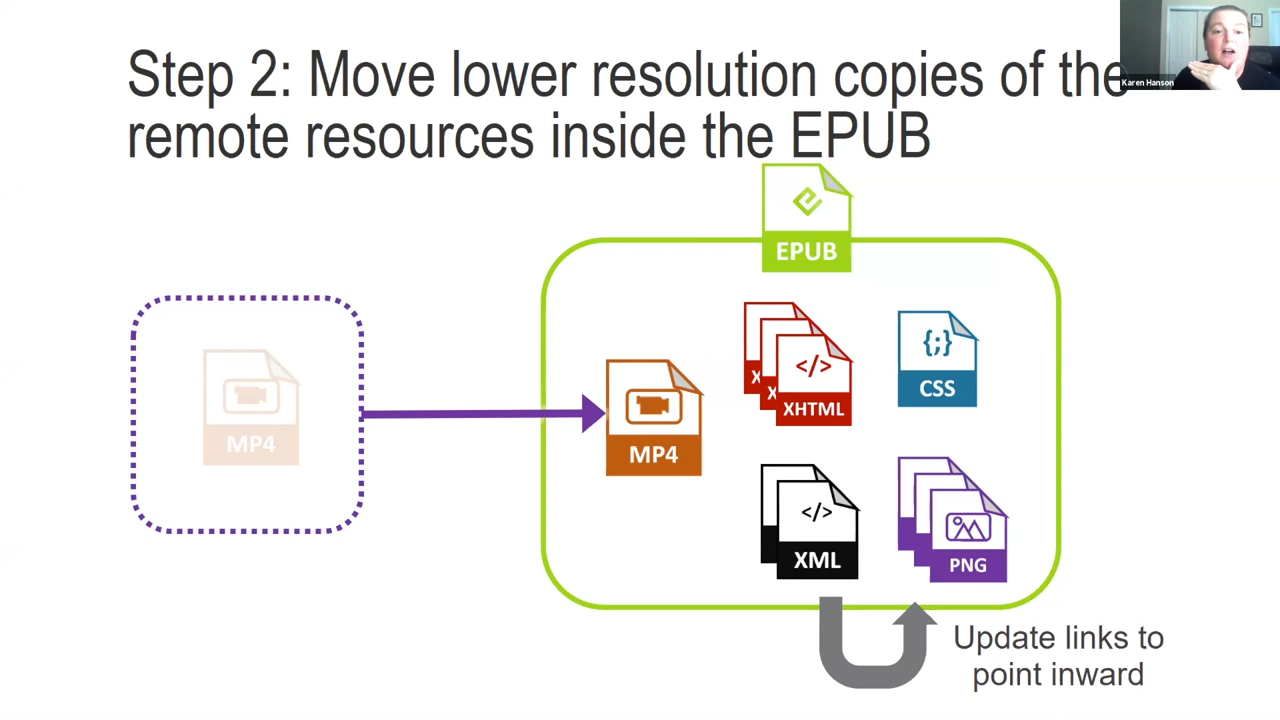 Step 2: Move lower resolution copies of the
remote resources inside the EPUB
Karen Hanson
EPUB
MP4
MP4
X
X
XHTML
</>
{;}
CSS
</>
XML
PNG
Update links to
point inward